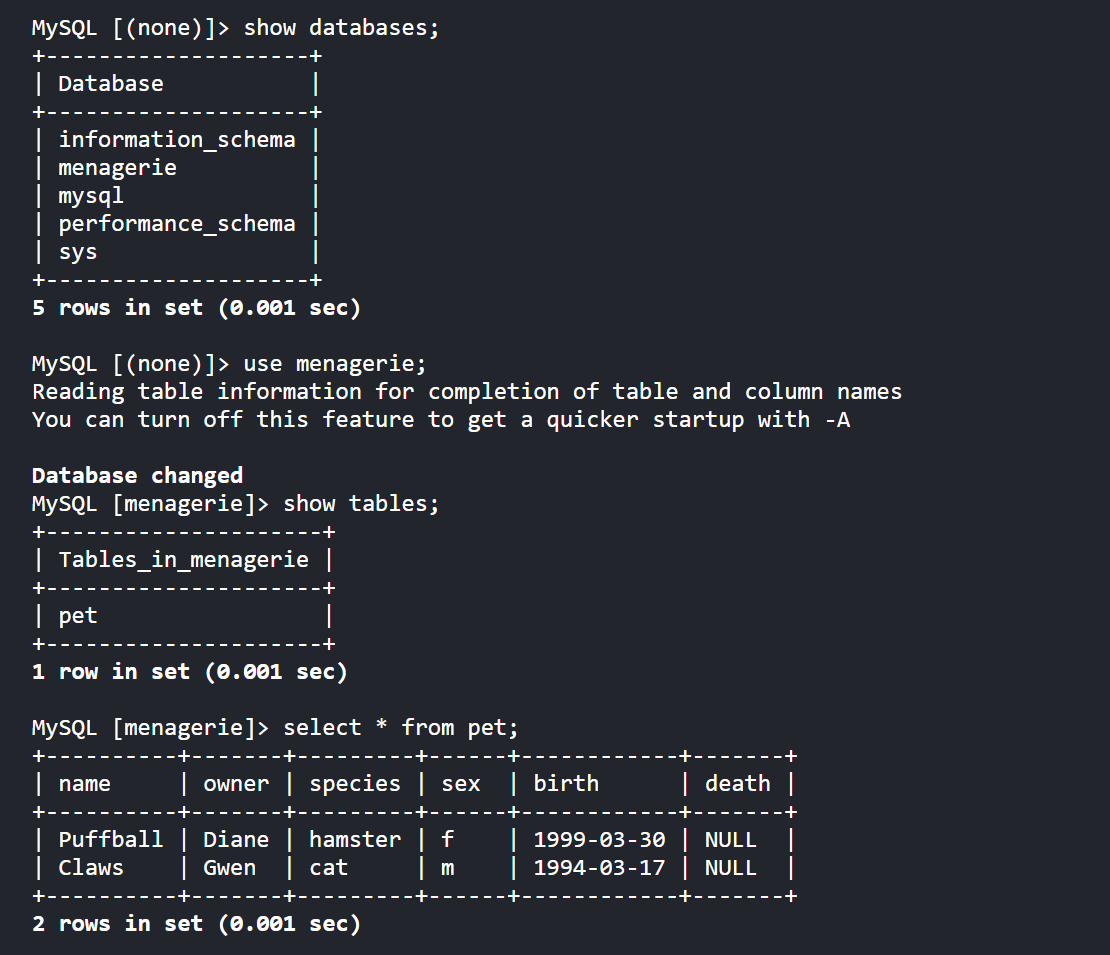 MySQL [(none)]> show databases;
+--------------------+
| Database           |
+--------------------+
| information_schema |
| menagerie          |
| mysql              |
| performance_schema |
| sys                |
+--------------------+
5 rows in set (0.001 sec)

MySQL [(none)]> use menagerie;
Reading table information for completion of table and column names
You can turn off this feature to get a quicker startup with -A

Database changed
MySQL [menagerie]> show tables;
+---------------------+
| Tables_in_menagerie |
+---------------------+
| pet                 |
+---------------------+
1 row in set (0.001 sec)

MySQL [menagerie]> select * from pet;
+----------+-------+---------+------+------------+-------+
| name     | owner | species | sex  | birth      | death |
+----------+-------+---------+------+------------+-------+
| Puffball | Diane | hamster | f    | 1999-03-30 | NULL  |
| Claws    | Gwen  | cat     | m    | 1994-03-17 | NULL  |
+----------+-------+---------+------+------------+-------+
2 rows in set (0.001 sec)